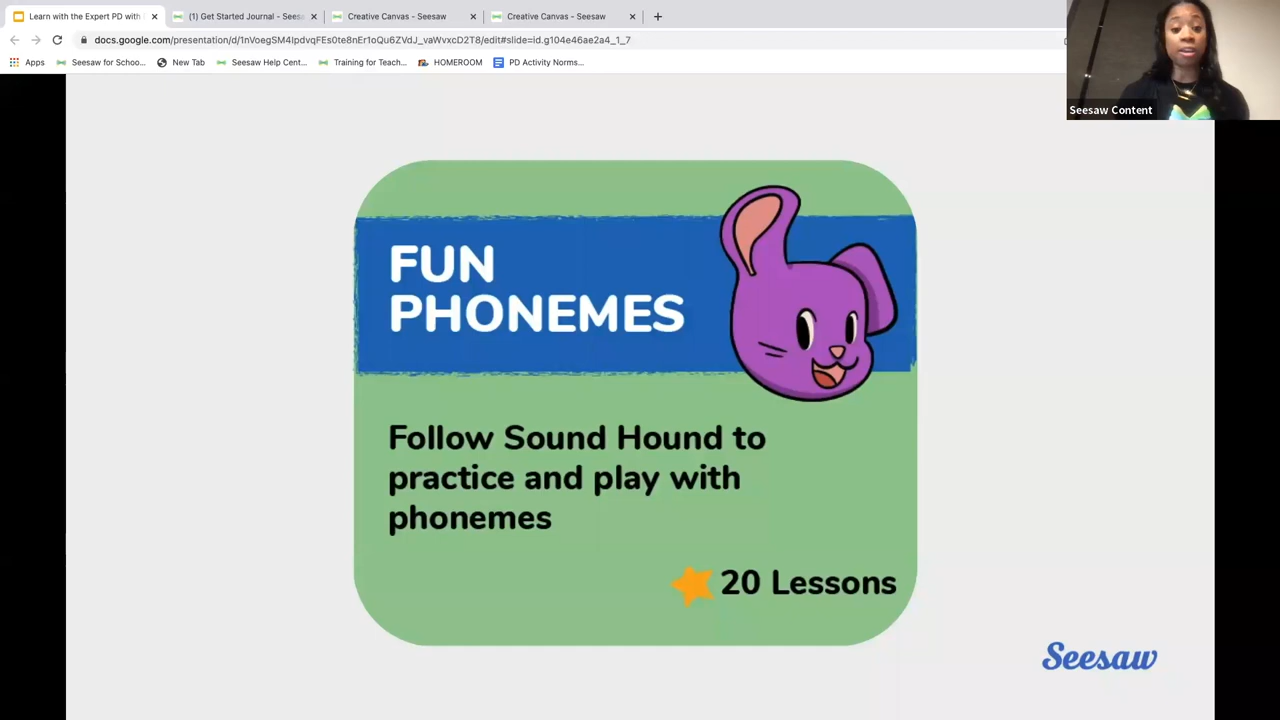 Learn with the Expert PD with
(1) Get Started Journal - Sees
Creative Canvas - Seesaw
Creative Canvas - Seesaw
docs.google.com/presentation/d/1nVoegSM4IpdvqFEs0te8nEr1oQu6ZVdJ_vaWvxcD2T8/edit#slide=id.g104e46ae2a4_1_7
Apps
Seesaw for Schoo...
New Tab
Seesaw Help Cent...
Training for Teach...
HOMEROOM
PD Activity Norms...
Seesaw Content
FUN
PHONEMES
Follow Sound Hound to
practice and play with
phonemes
20 Lessons
Seesaw